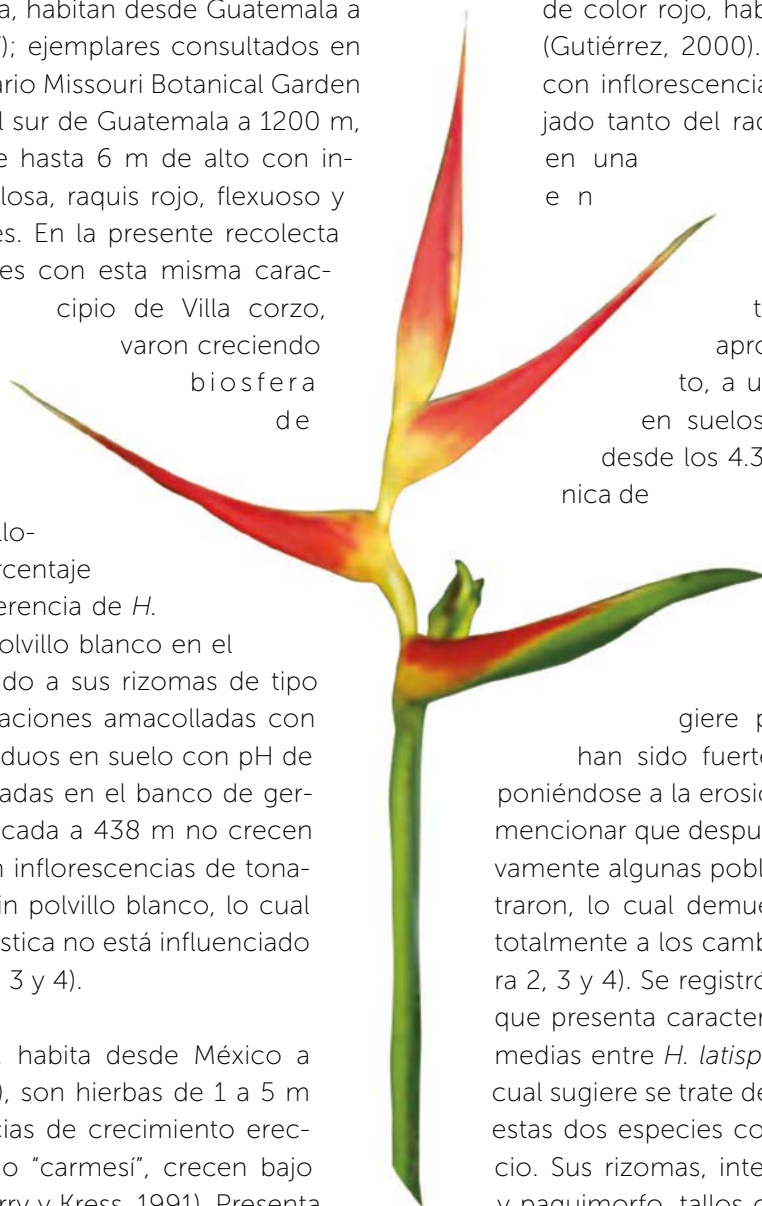 a, habitan desde Guatemala a
); ejemplares consultados en
ario Missouri Botanical Garden
l sur de Guatemala a 1200 m,
e hasta 6 m de alto con in-
losa, raquis rojo, flexuoso y
es. En la presente recolecta
es con esta misma carac-
cipio de Villa corzo,
varon creciendo
biosfera
de
llo-
rcentaje
erencia de H.
olvillo blanco en el
do a sus rizomas de tipo
aciones amacolladas con
duos en suelo con pH de
adas en el banco de ger-
cada a 438 m no crecen
n inflorescencias de tona-
in polvillo blanco, lo cual
stica no está influenciado
3 y 4).
habita desde México a
), son hierbas de 1 a 5 m
cias de crecimiento erec-
o “carmesí”, crecen bajo
rry y Kress, 1991). Presenta
de color rojo, hab
(Gutiérrez, 2000).
con inflorescencia
jado tanto del rac
en una
e n
t
apro
to, a u
en suelos
desde los 4.3
nica de
giere p
han sido fuerte
poniéndose a la erosió
mencionar que despu
vamente algunas pobl
traron, lo cual demue
totalmente a los camb
ra 2, 3 y 4). Se registró
que presenta caracter
medias entre H. latisp
cual sugiere se trate de
estas dos especies co
cio. Sus rizomas, inte
y paquimorfo, tallos c